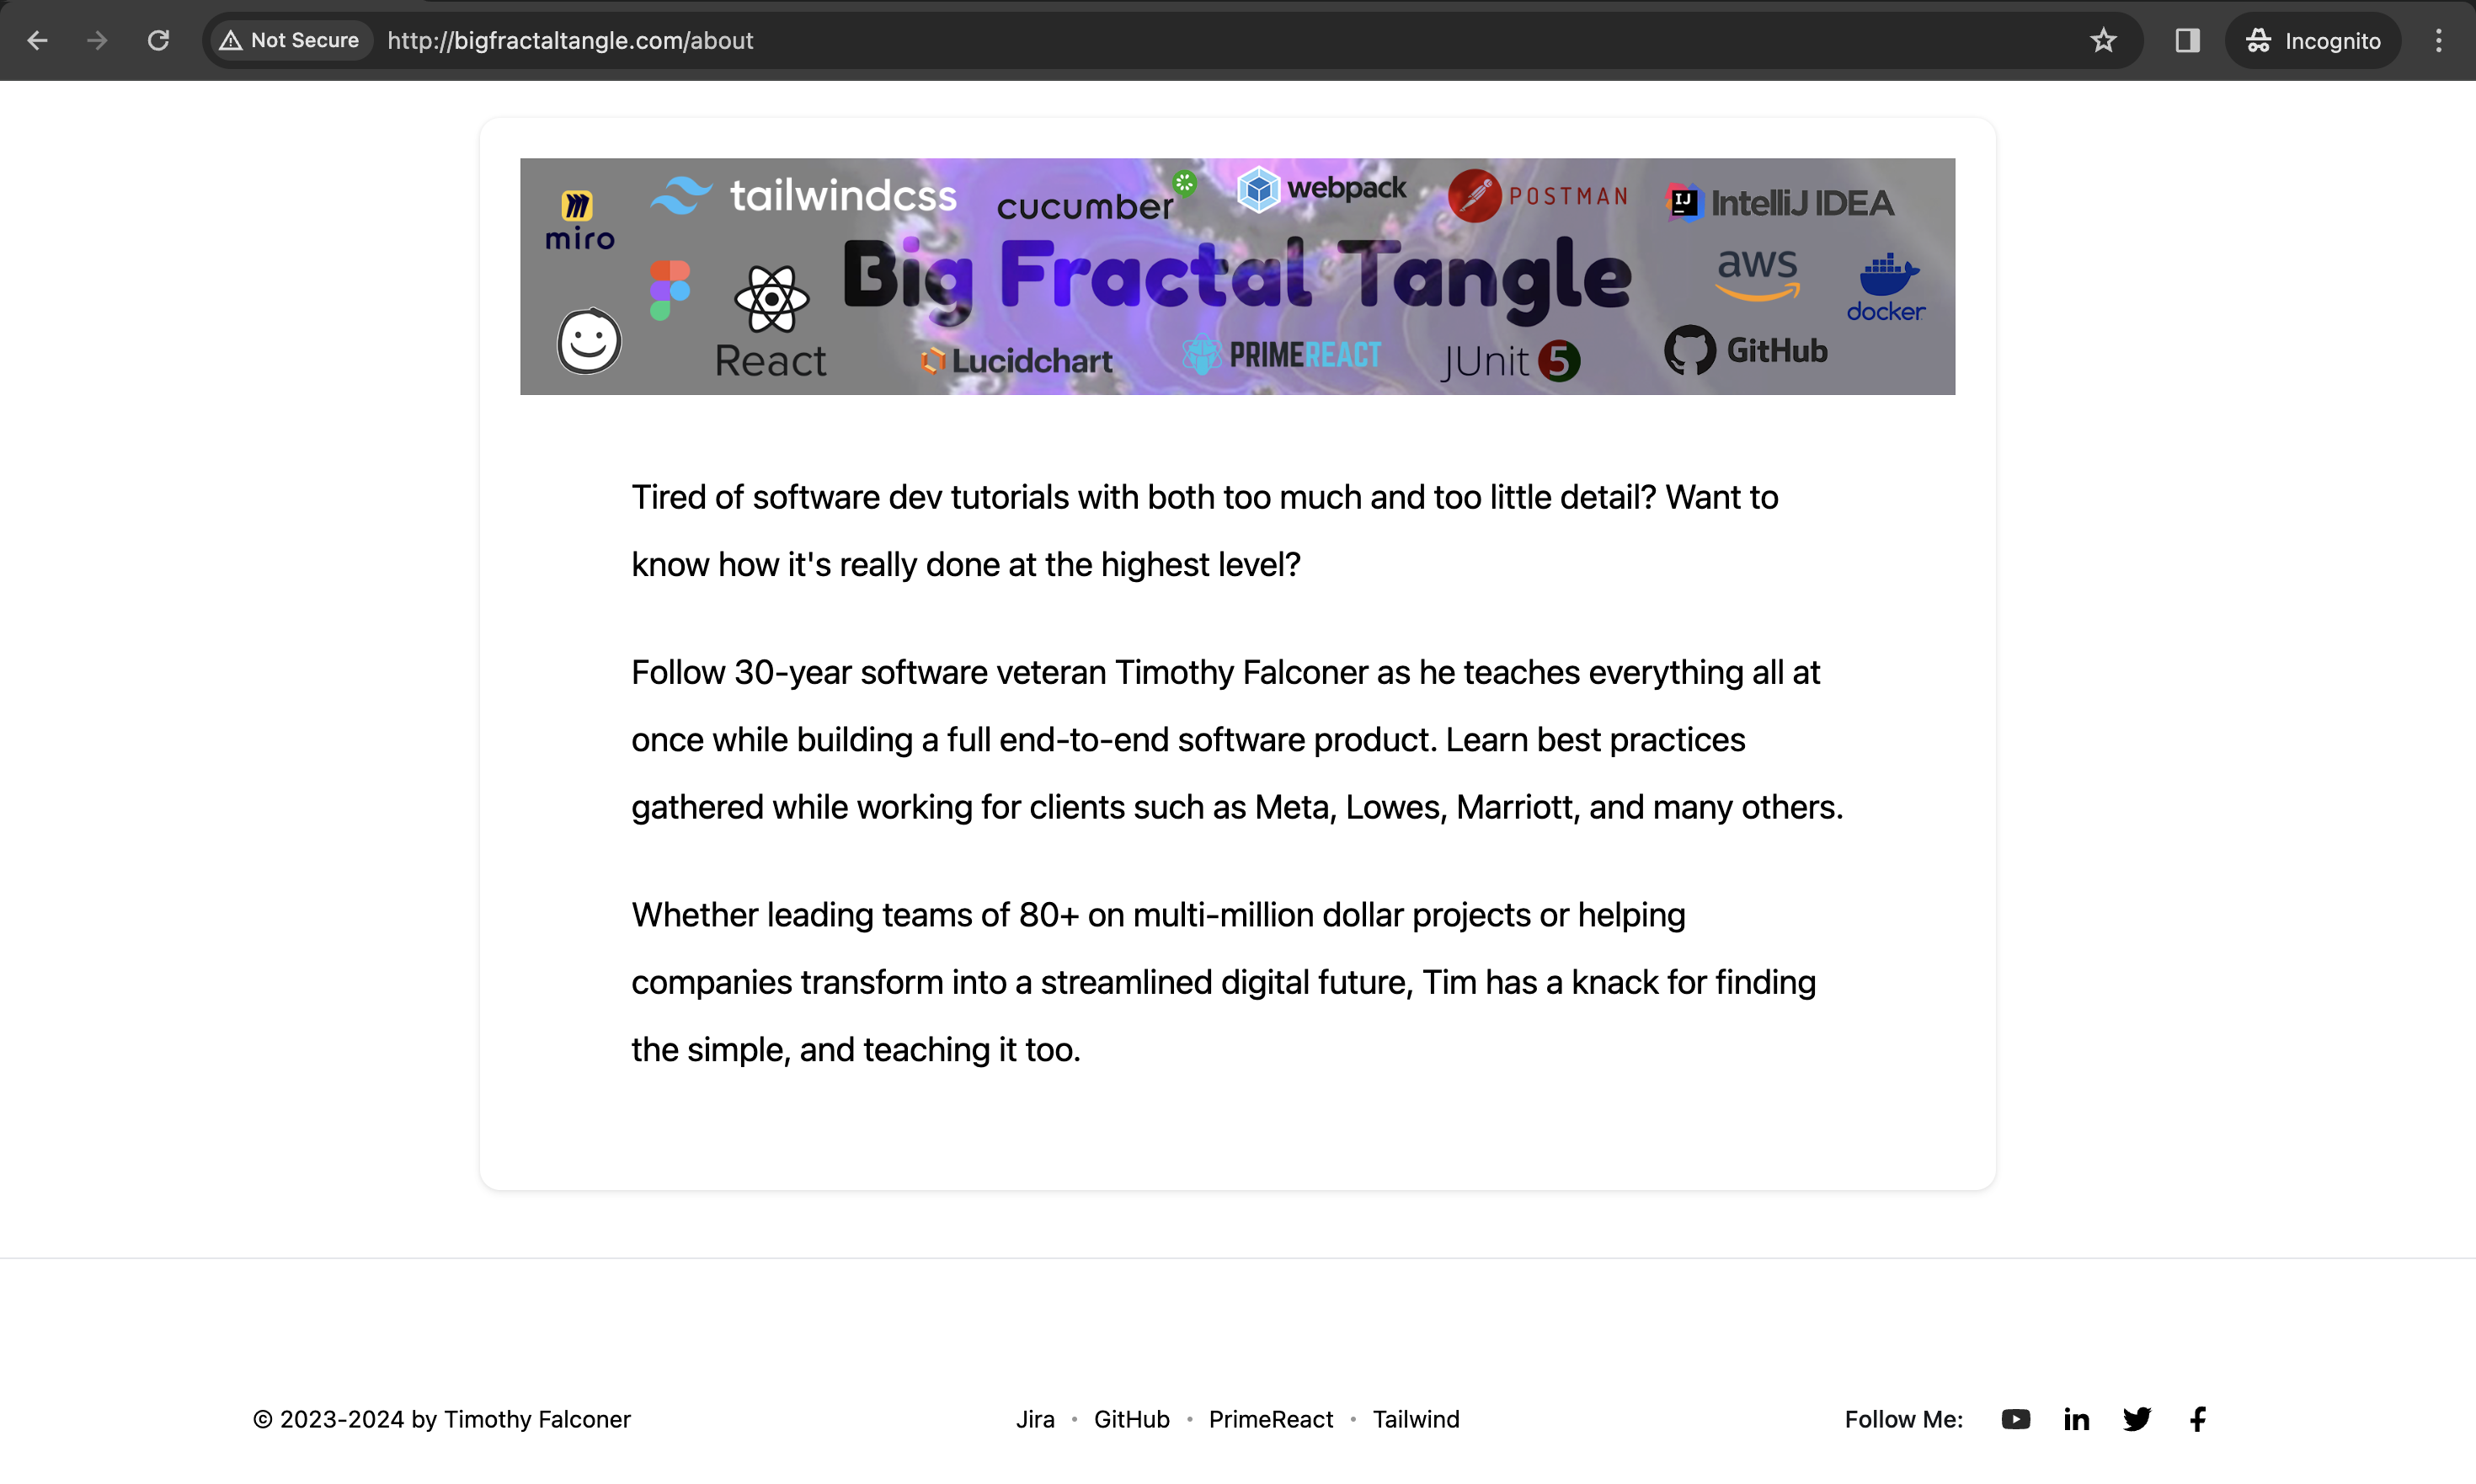 Not Secure http://bigfractaltangle.com/about Incognito
miro
tailwindcss
cucumber
webpack
POSTMAN
IJ IntelliJ IDEA
Big Fractal Tangle
aws
docker
React
Lucidchart
PRIMEREACT
JUnit 5
GitHub
Tired of software dev tutorials with both too much and too little detail? Want to
know how it's really done at the highest level?
Follow 30-year software veteran Timothy Falconer as he teaches everything all at
once while building a full end-to-end software product. Learn best practices
gathered while working for clients such as Meta, Lowes, Marriott, and many others.
Whether leading teams of 80+ on multi-million dollar projects or helping
companies transform into a streamlined digital future, Tim has a knack for finding
the simple, and teaching it too.
© 2023-2024 by Timothy Falconer
Jira • GitHub • PrimeReact • Tailwind
Follow Me: in f